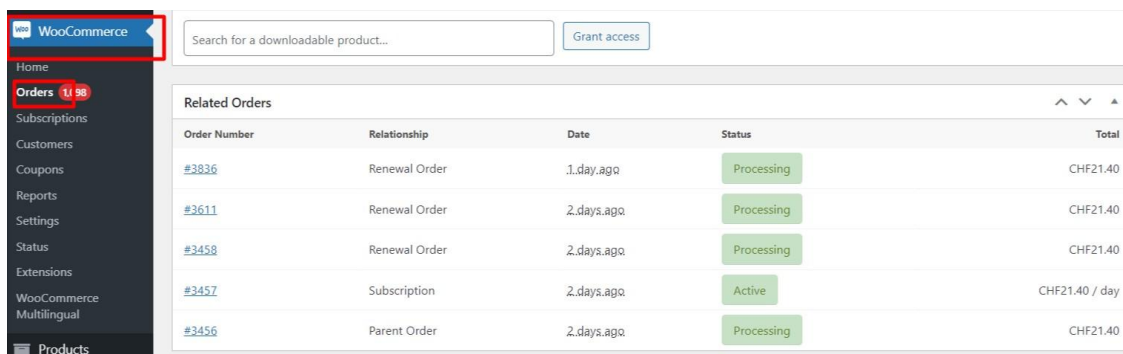 Woo WooCommerce
Search for a downloadable product...
Grant access
Home
Orders 1,098
Subscriptions
Customers
Coupons
Reports
Settings
Status
Extensions
WooCommerce
Multilingual
Products
Related Orders
Order Number Relationship Date Status Total
#3836 Renewal Order 1 day ago Processing CHF21.40
#3611 Renewal Order 2 days ago Processing CHF21.40
#3458 Renewal Order 2 days ago Processing CHF21.40
#3457 Subscription 2 days ago Active CHF21.40 / day
#3456 Parent Order 2 days ago Processing CHF21.40